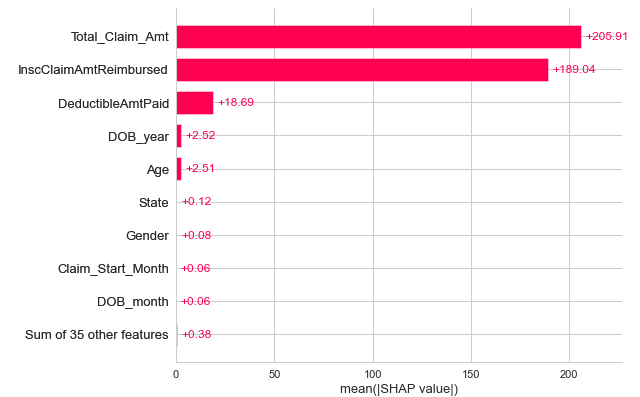 Total_Claim_Amt +205.91
InscClaimAmtReimbursed +189.04
DeductibleAmtPaid +18.69
DOB_year +2.52
Age +2.51
State +0.12
Gender +0.08
Claim_Start_Month +0.06
DOB_month +0.06
Sum of 35 other features +0.38
0 50 100 150 200
mean(|SHAP value|)